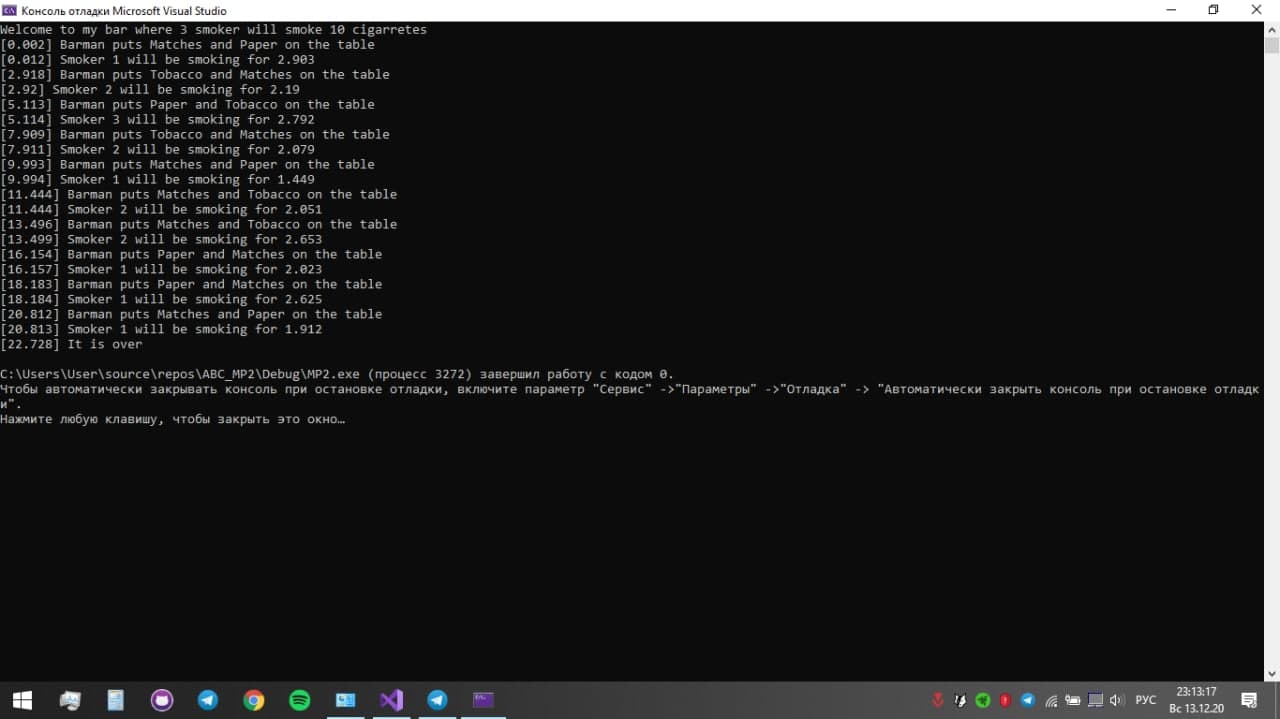 Консоль отладки Microsoft Visual Studio
Welcome to my bar where 3 smoker will smoke 10 cigarretes
[0.002] Barman puts Matches and Paper on the table
[0.012] Smoker 1 will be smoking for 2.903
[2.918] Barman puts Tobacco and Matches on the table
[2.92] Smoker 2 will be smoking for 2.19
[5.113] Barman puts Paper and Tobacco on the table
[5.114] Smoker 3 will be smoking for 2.792
[7.909] Barman puts Tobacco and Matches on the table
[7.911] Smoker 2 will be smoking for 2.079
[9.993] Barman puts Matches and Paper on the table
[9.994] Smoker 1 will be smoking for 1.449
[11.444] Barman puts Matches and Tobacco on the table
[11.444] Smoker 2 will be smoking for 2.051
[13.496] Barman puts Matches and Tobacco on the table
[13.499] Smoker 2 will be smoking for 2.653
[16.154] Barman puts Paper and Matches on the table
[16.157] Smoker 1 will be smoking for 2.023
[18.183] Barman puts Paper and Matches on the table
[18.184] Smoker 1 will be smoking for 2.625
[20.812] Barman puts Matches and Paper on the table
[20.813] Smoker 1 will be smoking for 1.912
[22.728] It is over
C:\Users\User\source\repos\ABC_MP2\Debug\MP2.exe (процесс 3272) завершил работу с кодом 0.
Чтобы автоматически закрывать консоль при остановке отладки, включите параметр "Сервис" ->"Параметры" ->"Отладка" -> "Автоматически закрыть консоль при остановке отладк
и".
Нажмите любую клавишу, чтобы закрыть это окно…
РУС
23:13:17
Вс 13.12.20